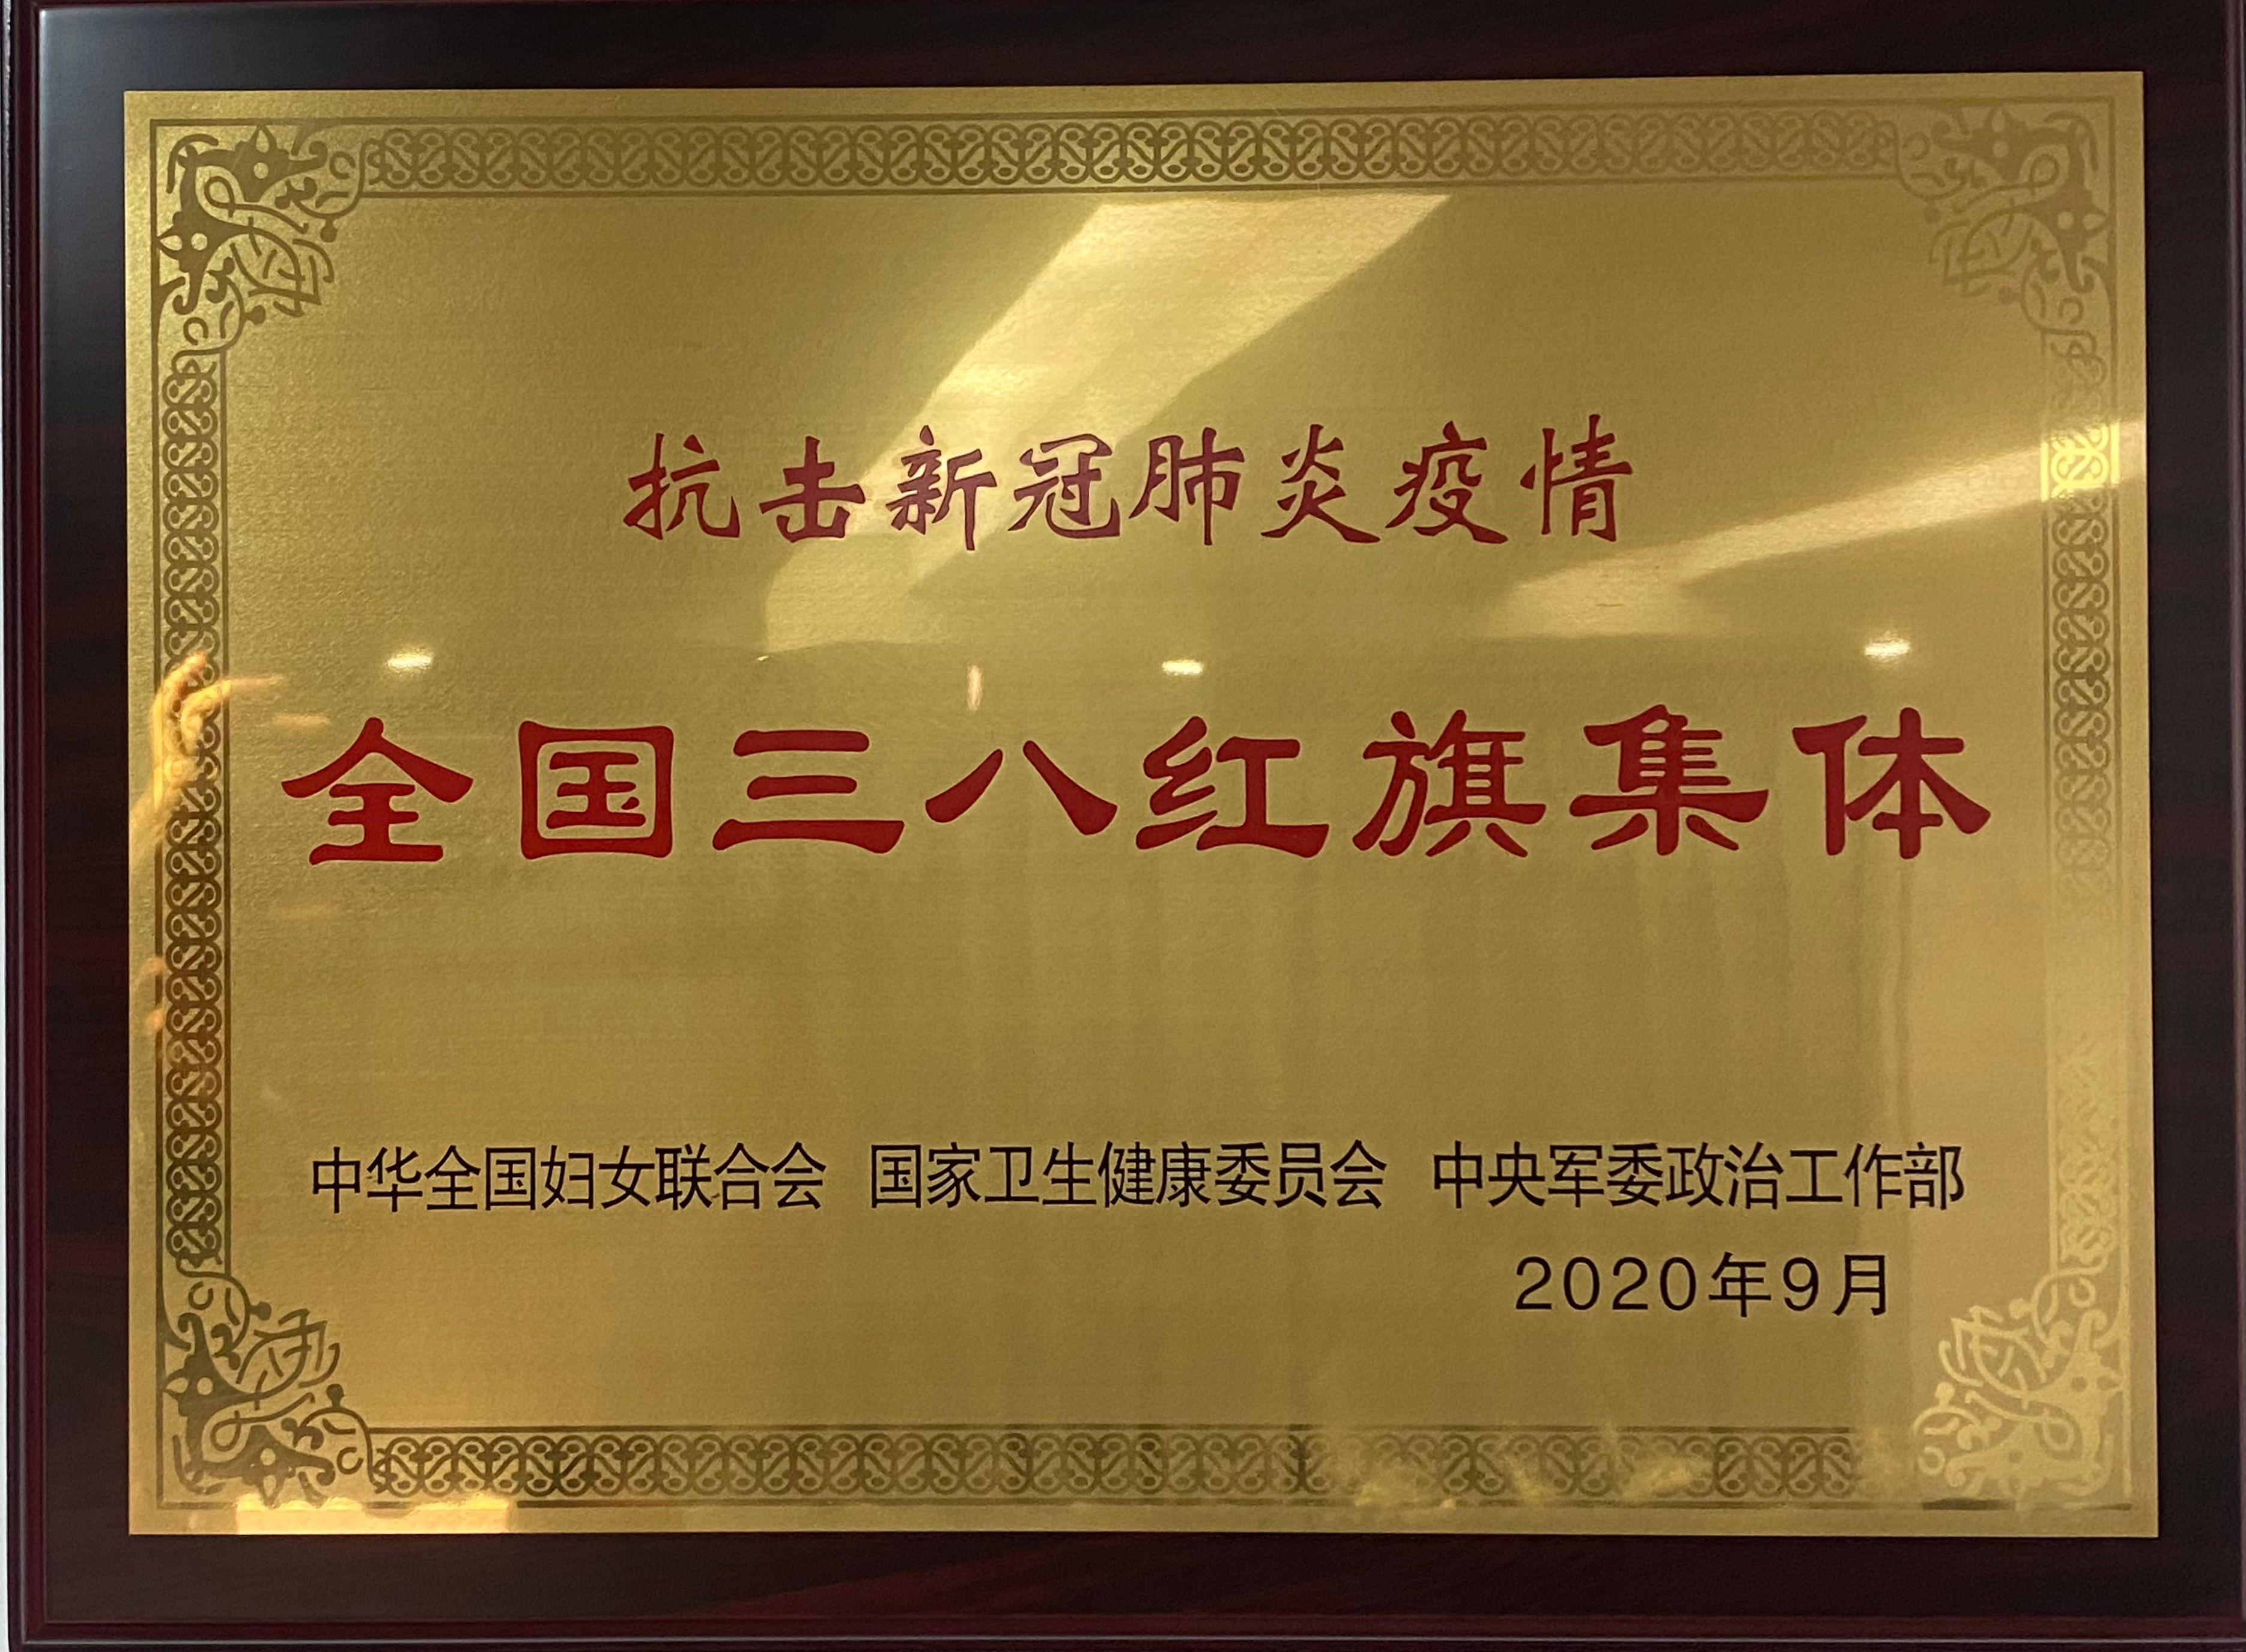 抗击新冠肺炎疫情
全国三八红旗集体
中华全国妇女联合会 国家卫生健康委员会 中央军委政治工作部
2020年9月